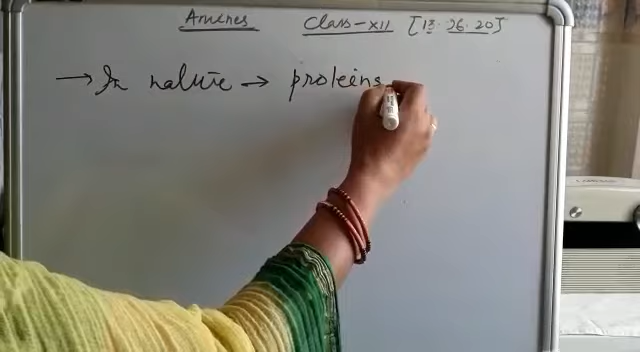 Amines Class-XII [13.06.20]
→ In nature → proteins